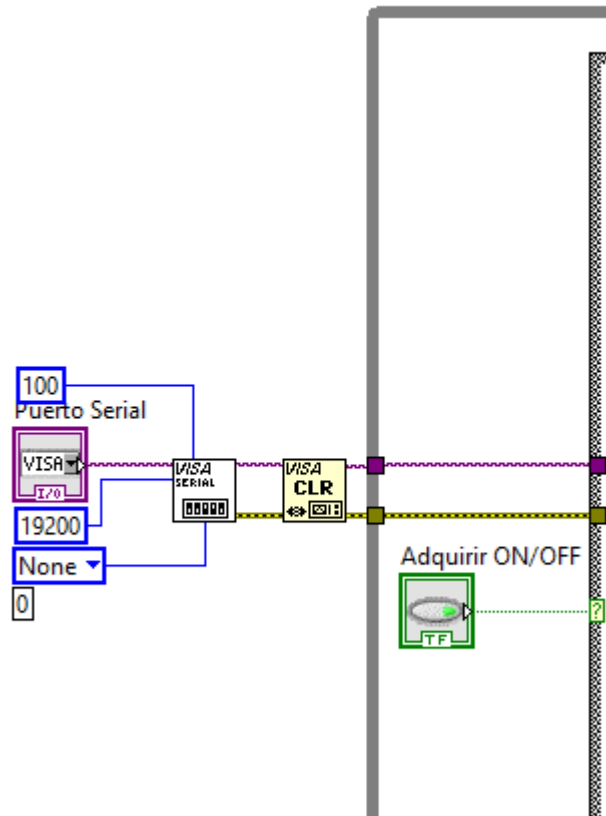 100
Puerto Serial
VISA
I/O
VISA
SERIAL
VISA
CLR
19200
None
0
Adquirir ON/OFF
TF
?